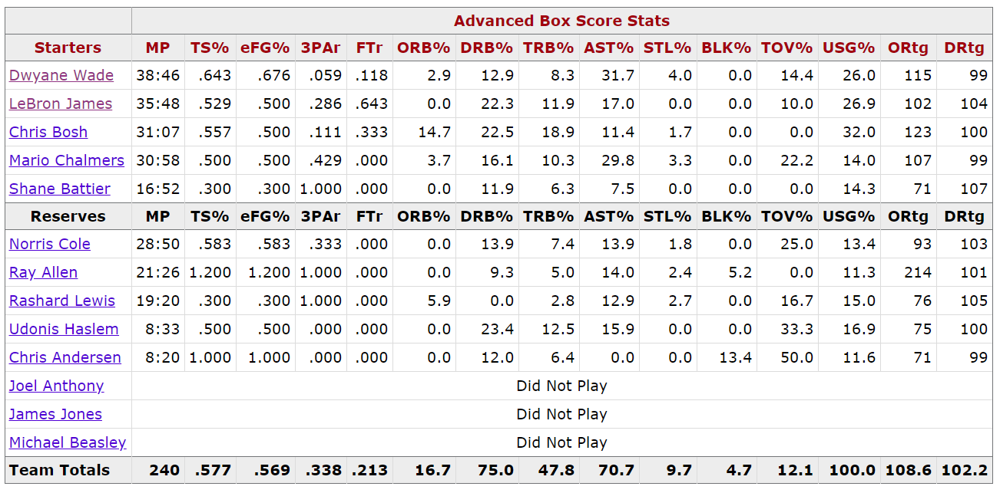 Advanced Box Score Stats
Starters MP TS% eFG% 3PAr FTr ORB% DRB% TRB% AST% STL% BLK% TOV% USG% ORtg DRtg
Dwyane Wade 38:46 .643 .676 .059 .118 2.9 12.9 8.3 31.7 4.0 0.0 14.4 26.0 115 99
LeBron James 35:48 .529 .500 .286 .643 0.0 22.3 11.9 17.0 0.0 0.0 10.0 26.9 102 104
Chris Bosh 31:07 .557 .500 .111 .333 14.7 22.5 18.9 11.4 1.7 0.0 0.0 32.0 123 100
Mario Chalmers 30:58 .500 .500 .429 .000 3.7 16.1 10.3 29.8 3.3 0.0 22.2 14.0 107 99
Shane Battier 16:52 .300 .300 1.000 .000 0.0 11.9 6.3 7.5 0.0 0.0 0.0 14.3 71 107
Reserves MP TS% eFG% 3PAr FTr ORB% DRB% TRB% AST% STL% BLK% TOV% USG% ORtg DRtg
Norris Cole 28:50 .583 .583 .333 .000 0.0 13.9 7.4 13.9 1.8 0.0 25.0 13.4 93 103
Ray Allen 21:26 1.200 1.200 1.000 .000 0.0 9.3 5.0 14.0 2.4 5.2 0.0 11.3 214 101
Rashard Lewis 19:20 .300 .300 1.000 .000 5.9 0.0 2.8 12.9 2.7 0.0 16.7 15.0 76 105
Udonis Haslem 8:33 .500 .500 .000 .000 0.0 23.4 12.5 15.9 0.0 0.0 33.3 16.9 75 100
Chris Andersen 8:20 1.000 1.000 .000 .000 0.0 12.0 6.4 0.0 0.0 13.4 50.0 11.6 71 99
Joel Anthony Did Not Play
James Jones Did Not Play
Michael Beasley Did Not Play
Team Totals 240 .577 .569 .338 .213 16.7 75.0 47.8 70.7 9.7 4.7 12.1 100.0 108.6 102.2